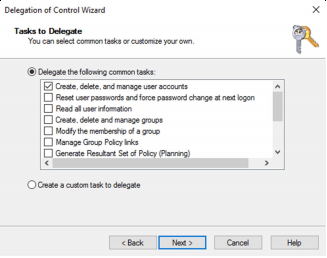 Delegation of Control Wizard
Tasks to Delegate
You can select common tasks or customize your own.
Delegate the following common tasks:
Create, delete, and manage user accounts
Reset user passwords and force password change at next logon
Read all user information
Create, delete and manage groups
Modify the membership of a group
Manage Group Policy links
Generate Resultant Set of Policy (Planning)
Create a custom task to delegate
< Back
Next >
Cancel
Help